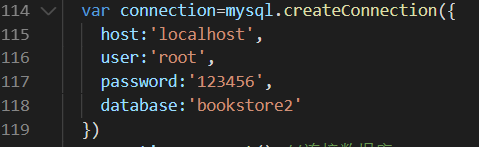 114 var connection=mysql.createConnection({
115 host:'localhost',
116 user:'root',
117 password:'123456',
118 database:'bookstore2'
119 })